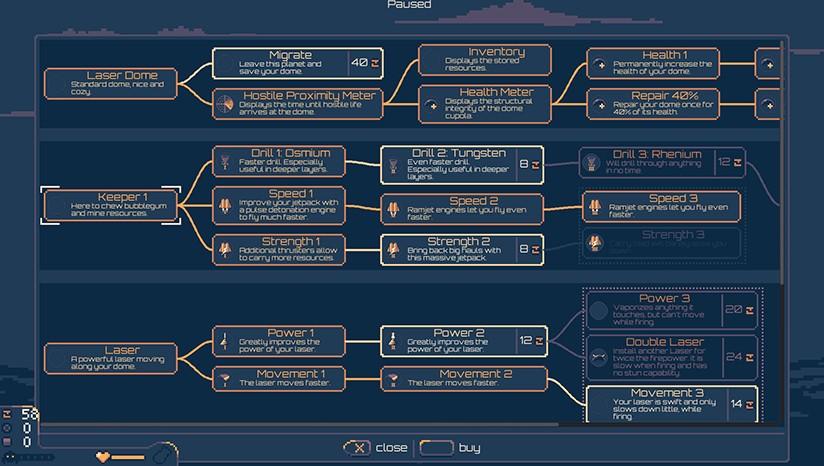 Paused
Laser Dome
Standard dome, nice and
cozy.
Migrate
Leave this planet and
save your dome.
40
Hostile Proximity Meter
Displays the time until hostile life
arrives at the dome.
Inventory
Displays the stored
resources.
Health Meter
Displays the structural
integrity of the dome
cupola.
Health 1
Permanently increase the
health of your dome.
Repair 40%
Repair your dome once for
40% of its health.
Keeper 1
Here to chew bubblegum
and mine resources.
Drill 1: Osmium
Faster drill. Especially
useful in deeper layers.
Drill 2: Tungsten
Even faster drill.
Especially useful in deeper
layers.
8
Drill 3: Rhenium
Will drill through anything
in no time.
12
Speed 1
Improve your jetpack with
a pulse detonation engine
to fly much faster.
Speed 2
Ramjet engines let you fly even
faster.
Speed 3
Ramjet engines let you fly even
faster.
Strength 1
Additional thrusters allow
to carry more resources.
Strength 2
Bring back big hauls with
this massive jetpack.
8
Strength 3
Laser
A powerful laser moving
along your dome.
Power 1
Greatly improves the
power of your laser.
Power 2
Greatly improves the
power of your laser.
12
Power 3
Vaporizes anything it
touches, but can't move
while firing.
20
Double Laser
Install another Laser for
twice the firepower. It is
slow when firing and has
no stun capability.
24
Movement 1
The laser moves faster.
Movement 2
The laser moves faster.
Movement 3
Your laser is swift and only
slows down little, while
firing.
14
58
0
0
X close buy